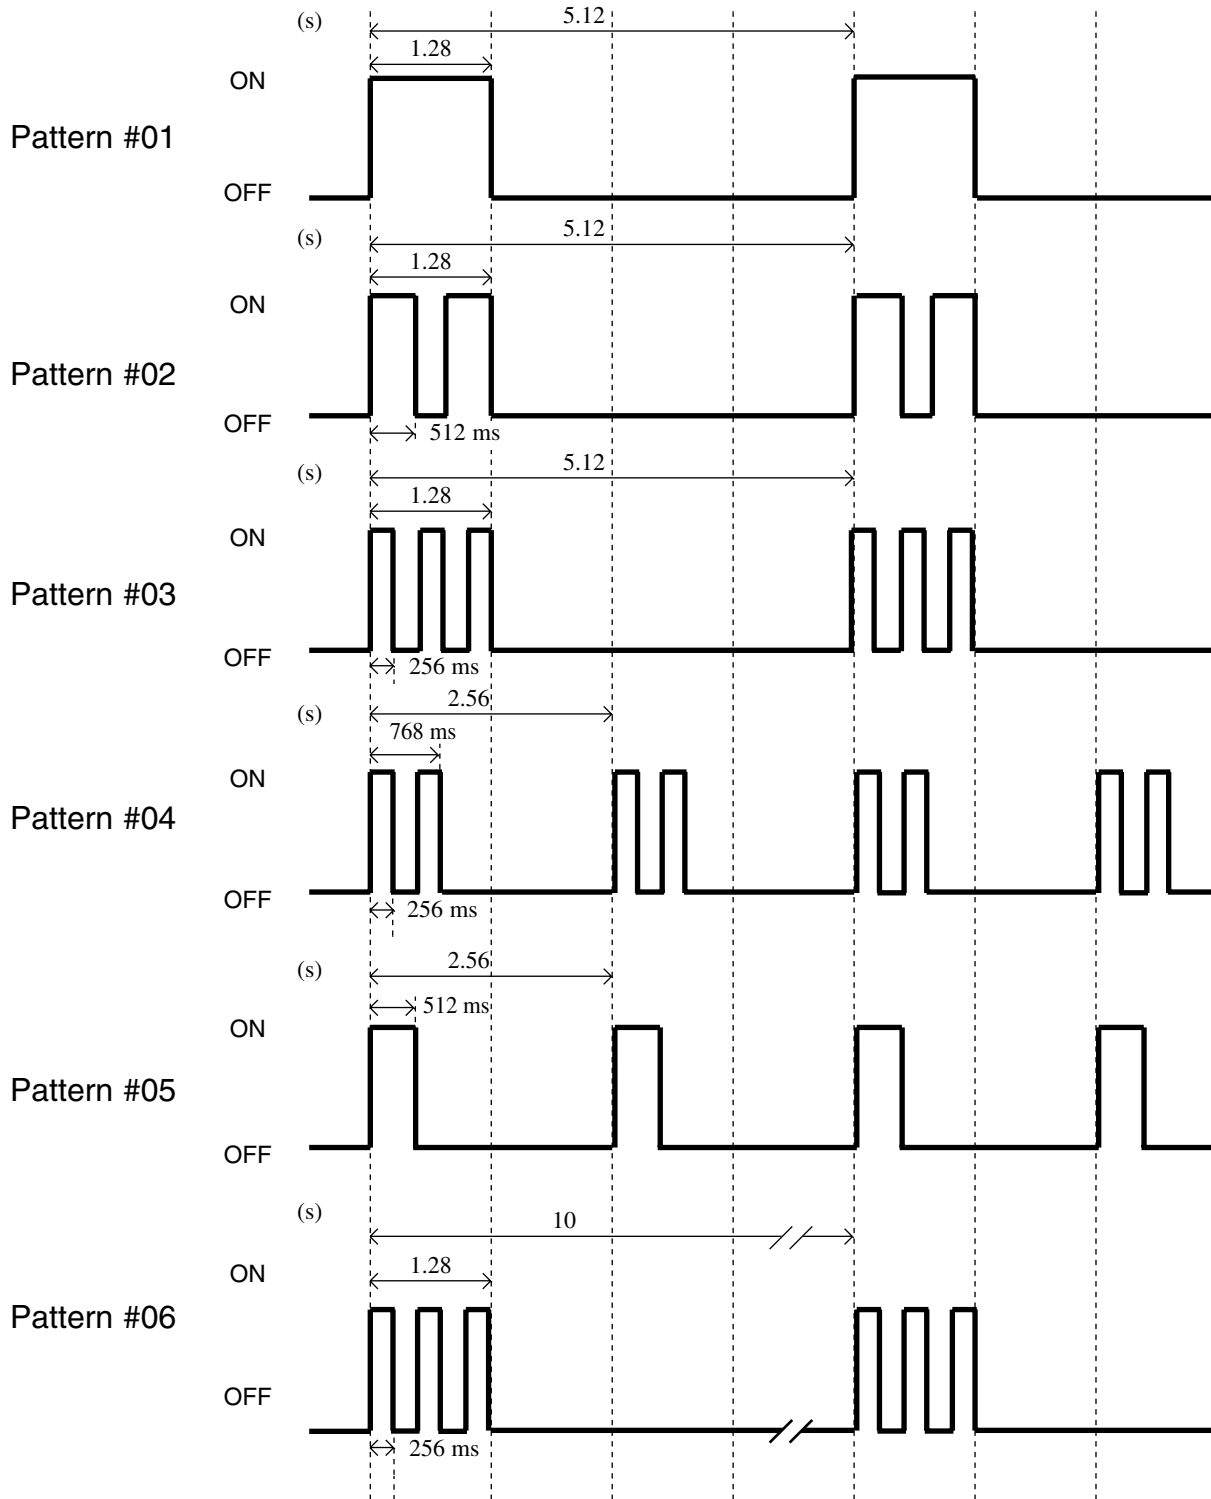 (s)
5.12
1.28
ON
Pattern #01
OFF
(s)
5.12
1.28
ON
Pattern #02
OFF
512 ms
(s)
5.12
1.28
ON
Pattern #03
OFF
256 ms
(s)
2.56
768 ms
ON
Pattern #04
OFF
256 ms
(s)
2.56
512 ms
ON
Pattern #05
OFF
(s)
10
1.28
ON
Pattern #06
OFF
256 ms